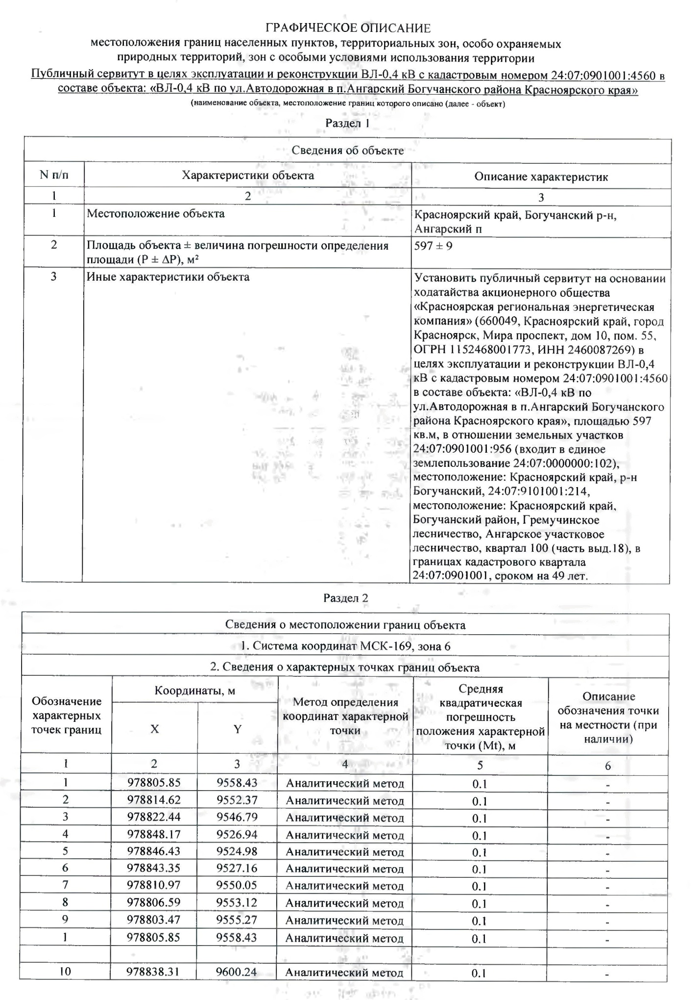 ГРАФИЧЕСКОЕ ОПИСАНИЕ
местоположения границ населенных пунктов, территориальных зон, особо охраняемых
природных территорий, зон с особыми условиями использования территории
Публичный сервитут в целях эксплуатации и реконструкции ВЛ-0,4 кВ с кадастровым номером 24:07:0901001:4560 в
составе объекта: «ВЛ-0,4 кВ по ул.Автодорожная в п.Ангарский Богучанского района Красноярского края»
(наименование объекта, местоположение границ которого описано (далее - объект)
Раздел 1
Сведения об объекте
N п/п Характеристики объекта Описание характеристик
1 2 3
1 Местоположение объекта Красноярский край, Богучанский р-н,
Ангарский п
2 Площадь объекта ± величина погрешности определения 597 ± 9
площади (P ± ΔP), м²
3 Иные характеристики объекта Установить публичный сервитут на основании
ходатайства акционерного общества
«Красноярская региональная энергетическая
компания» (660049, Красноярский край, город
Красноярск, Мира проспект, дом 10, пом. 55,
ОГРН 1152468001773, ИНН 2460087269) в
целях эксплуатации и реконструкции ВЛ-0,4
кВ с кадастровым номером 24:07:0901001:4560
в составе объекта: «ВЛ-0,4 кВ по
ул.Автодорожная в п.Ангарский Богучанского
района Красноярского края», площадью 597
кв.м, в отношении земельных участков
24:07:0901001:956 (входит в единое
землепользование 24:07:0000000:102),
местоположение: Красноярский край, р-н
Богучанский, 24:07:9101001:214,
местоположение: Красноярский край,
Богучанский район, Гремучинское
лесничество, Ангарское участковое
лесничество, квартал 100 (часть выд.18), в
границах кадастрового квартала
24:07:0901001, сроком на 49 лет.
Раздел 2
Сведения о местоположении границ объекта
1. Система координат МСК-169, зона 6
2. Сведения о характерных точках границ объекта
Обозначение
характерных
точек границ
Координаты, м
X Y
Метод определения
координат характерной
точки
Средняя
квадратическая
погрешность
положения характерной
точки (Mt), м
Описание
обозначения точки
на местности (при
наличии)
1 2 3 4 5 6
1 978805.85 9558.43 Аналитический метод 0.1 -
2 978814.62 9552.37 Аналитический метод 0.1 -
3 978822.44 9546.79 Аналитический метод 0.1 -
4 978848.17 9526.94 Аналитический метод 0.1 -
5 978846.43 9524.98 Аналитический метод 0.1 -
6 978843.35 9527.16 Аналитический метод 0.1 -
7 978810.97 9550.05 Аналитический метод 0.1 -
8 978806.59 9553.12 Аналитический метод 0.1 -
9 978803.47 9555.27 Аналитический метод 0.1 -
1 978805.85 9558.43 Аналитический метод 0.1 -
10 978838.31 9600.24 Аналитический метод 0.1 -